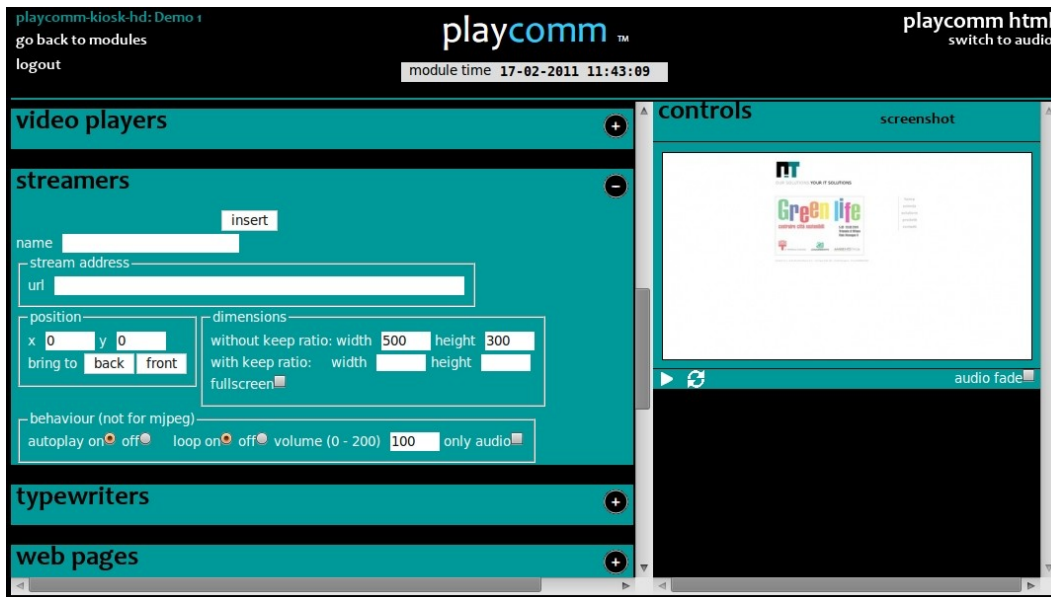 playcomm-kiosk-hd: Demo 1
go back to modules
logout
playcomm ™
module time 17-02-2011 11:43:09
playcomm html
switch to audio
video players
streamers
insert
name
stream address
url
position
x 0 y 0
bring to back front
dimensions
without keep ratio: width 500 height 300
with keep ratio: width height
fullscreen
behaviour (not for mjpeg)
autoplay on off loop on off volume (0 - 200) 100 only audio
typewriters
web pages
controls
screenshot
YOUR IT SOLUTIONS
Green life
audio fade